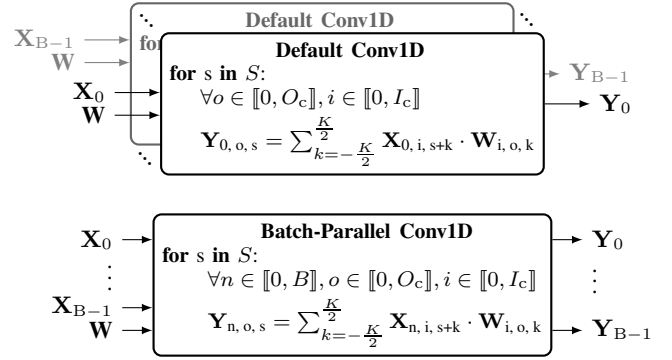 Default Conv1D
X_{B−1}
W
for
Default Conv1D
for s in S:
X_0
W
∀o ∈ ⟦0, O_c⟧, i ∈ ⟦0, I_c⟧
Y_{0, o, s} = ∑_{k=−K/2}^{K/2} X_{0, i, s+k} · W_{i, o, k}
Y_{B−1}
Y_0
Batch-Parallel Conv1D
for s in S:
X_0
⋮
X_{B−1}
W
∀n ∈ ⟦0, B⟧, o ∈ ⟦0, O_c⟧, i ∈ ⟦0, I_c⟧
Y_{n, o, s} = ∑_{k=−K/2}^{K/2} X_{n, i, s+k} · W_{i, o, k}
Y_0
⋮
Y_{B−1}